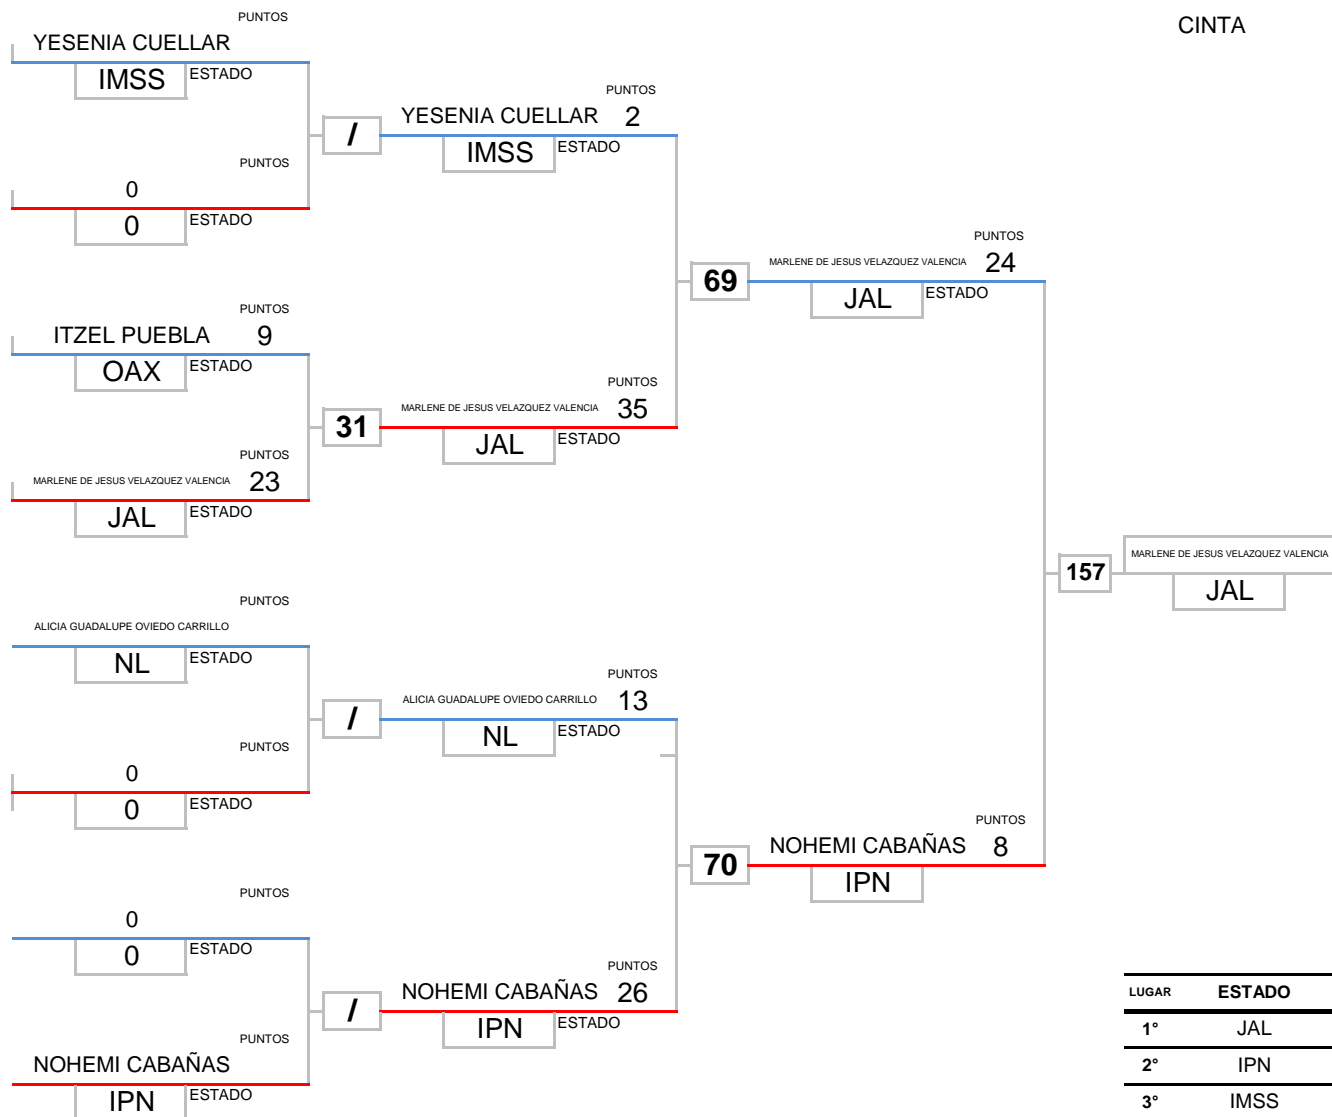 PUNTOS
CINTA
YESENIA CUELLAR
IMSS ESTADO
PUNTOS
/ YESENIA CUELLAR 2
IMSS ESTADO
PUNTOS
0
0 ESTADO
PUNTOS
69 MARLENE DE JESUS VELAZQUEZ VALENCIA 24
JAL ESTADO
PUNTOS
ITZEL PUEBLA 9
OAX ESTADO
PUNTOS
31 MARLENE DE JESUS VELAZQUEZ VALENCIA 35
JAL ESTADO
PUNTOS
MARLENE DE JESUS VELAZQUEZ VALENCIA 23
JAL ESTADO
157 MARLENE DE JESUS VELAZQUEZ VALENCIA
JAL
PUNTOS
ALICIA GUADALUPE OVIEDO CARRILLO
NL ESTADO
PUNTOS
/ ALICIA GUADALUPE OVIEDO CARRILLO 13
NL ESTADO
PUNTOS
0
0 ESTADO
PUNTOS
70 NOHEMI CABAÑAS 8
IPN
PUNTOS
0
0 ESTADO
PUNTOS
/ NOHEMI CABAÑAS 26
IPN ESTADO
PUNTOS
NOHEMI CABAÑAS
IPN ESTADO
LUGAR ESTADO
1° JAL
2° IPN
3° IMSS